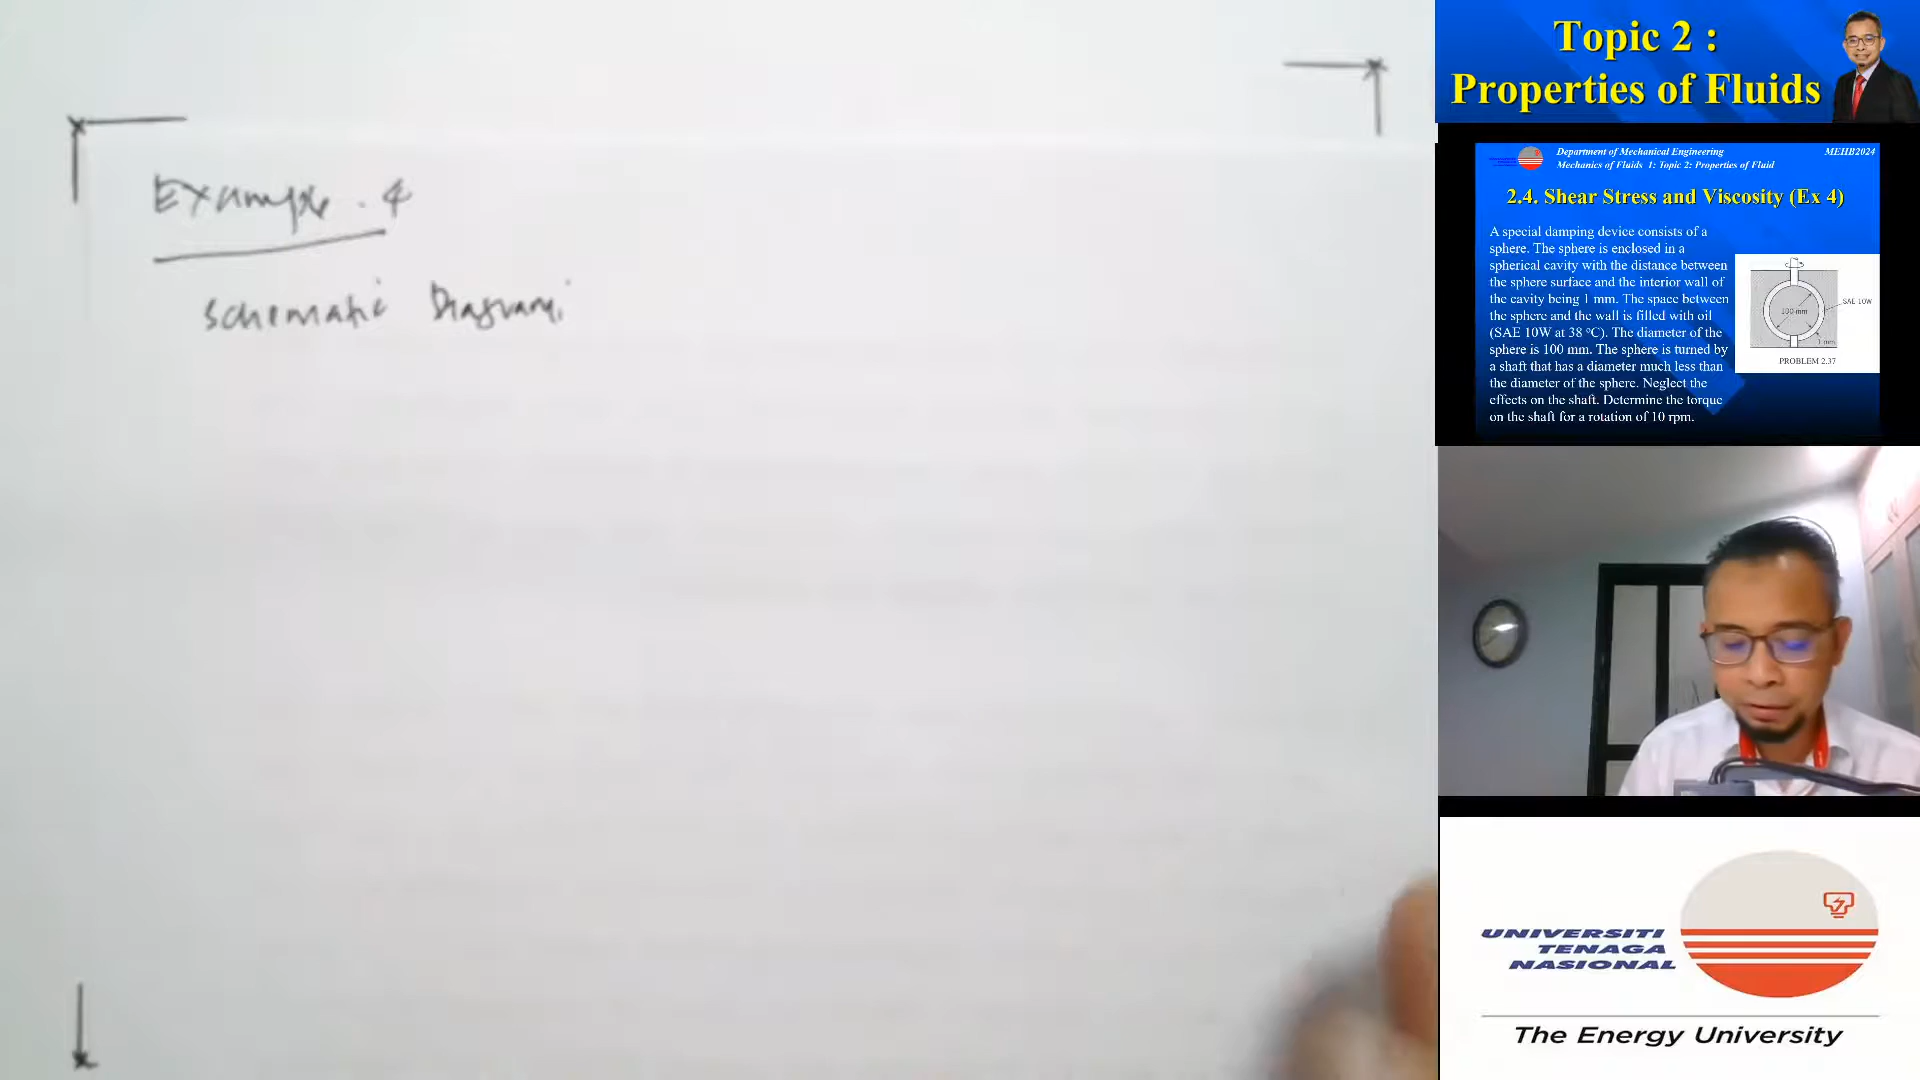 Example. 4
Schematic Diagram:
Topic 2 :
Properties of Fluids
Department of Mechanical Engineering
MEHB2024
Mechanics of Fluids 1: Topic 2: Properties of Fluid
2.4. Shear Stress and Viscosity (Ex 4)
A special damping device consists of a
sphere. The sphere is enclosed in a
spherical cavity with the distance between
the sphere surface and the interior wall of
the cavity being 1 mm. The space between
the sphere and the wall is filled with oil
(SAE 10W at 38 °C). The diameter of the
sphere is 100 mm. The sphere is turned by
a shaft that has a diameter much less than
the diameter of the sphere. Neglect the
effects on the shaft. Determine the torque
on the shaft for a rotation of 10 rpm.
SAE 10W
100 mm
1 mm
PROBLEM 2.37
UNIVERSITI
TENAGA
NASIONAL
The Energy University